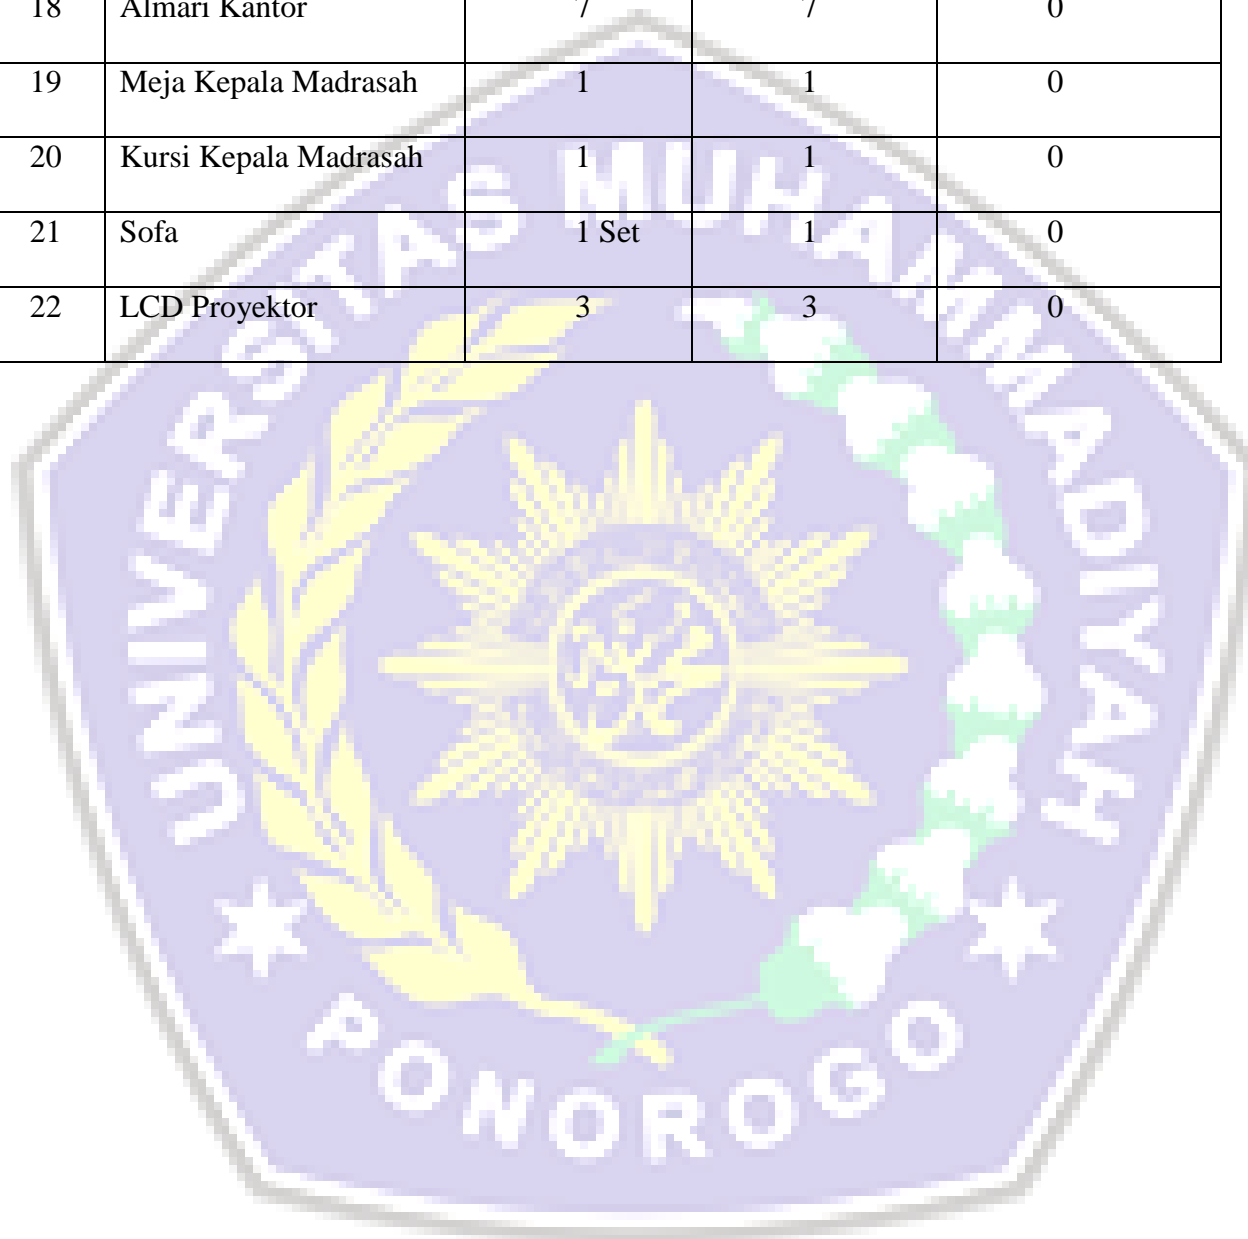 18 Almari Kantor 7 7 0
19 Meja Kepala Madrasah 1 1 0
20 Kursi Kepala Madrasah 1 1 0
21 Sofa 1 Set 1 0
22 LCD Proyektor 3 3 0
UNIVERSITAS MUHAMMADIYAH
PONOROGO